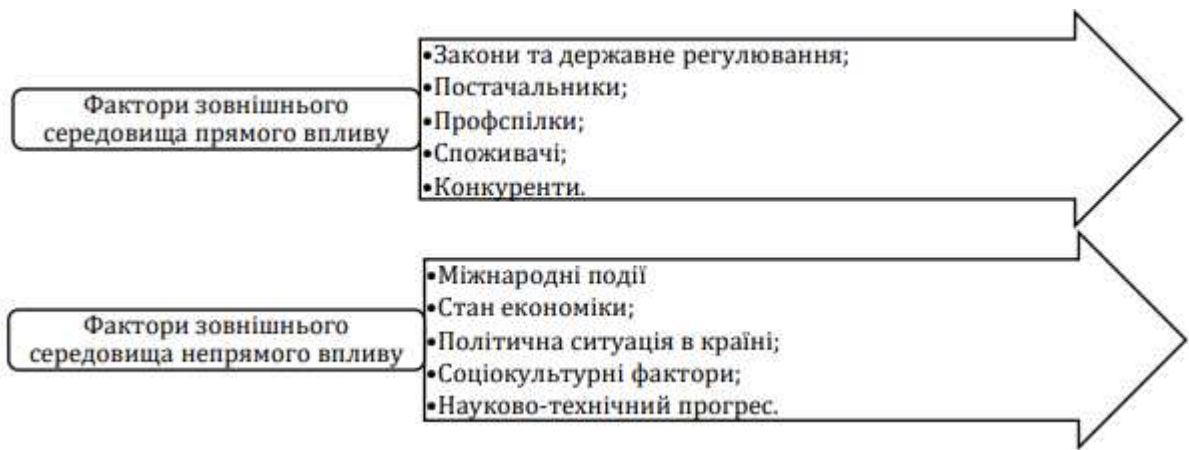 Фактори зовнішнього
середовища прямого впливу
•Закони та державне регулювання;
•Постачальники;
•Профспілки;
•Споживачі;
•Конкуренти.
Фактори зовнішнього
середовища непрямого впливу
•Міжнародні події
•Стан економіки;
•Політична ситуація в країні;
•Соціокультурні фактори;
•Науково-технічний прогрес.